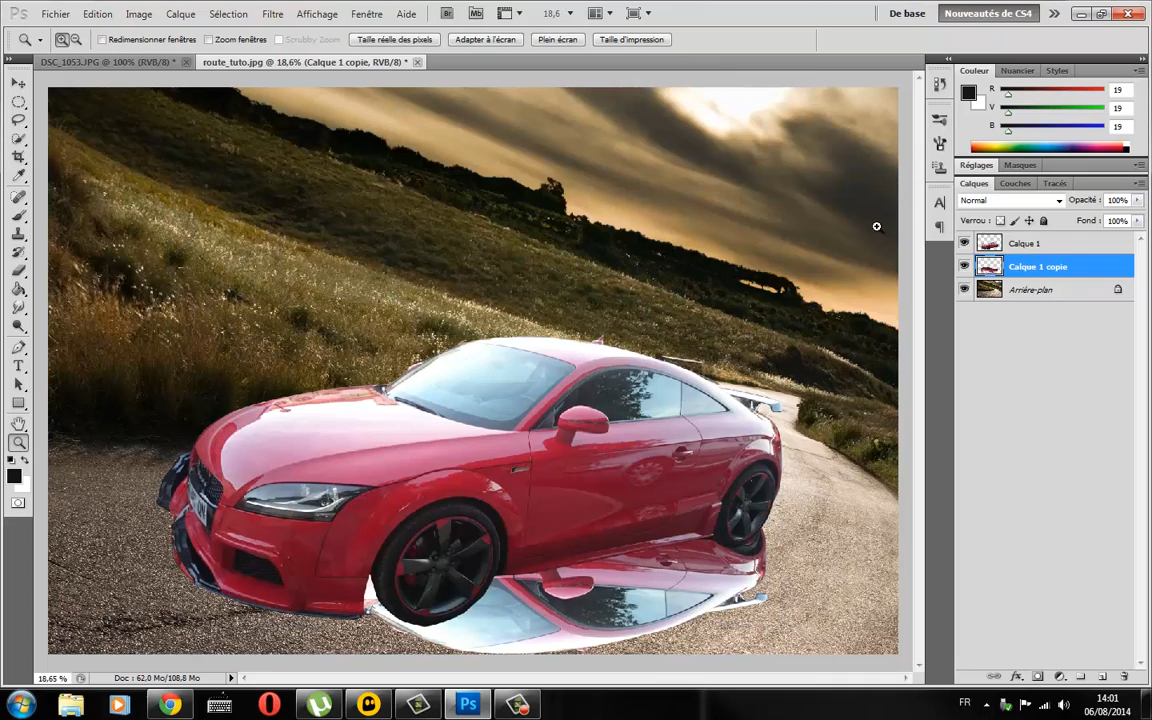 Ps Fichier Edition Image Calque Sélection Filtre Affichage Fenêtre Aide Br Mb 18,6 De base Nouveautés de CS4
Redimensionner fenêtres Zoom fenêtres Scrubby Zoom Taille réelle des pixels Adapter à l'écran Plein écran Taille d'impression
DSC_1053.JPG @ 100% (RVB/8) * route_tuto.jpg @ 18,6% (Calque 1 copie, RVB/8) *
Couleur Nuancier Styles
R 19
V 19
B 19
Réglages Masques
Calques Couches Tracés
Normal Opacité : 100%
Verrou : Fond : 100%
Calque 1
Calque 1 copie
Arrière-plan
18.65 % Doc : 62.0 Mo/108,8 Mo
FR 14:01
06/08/2014